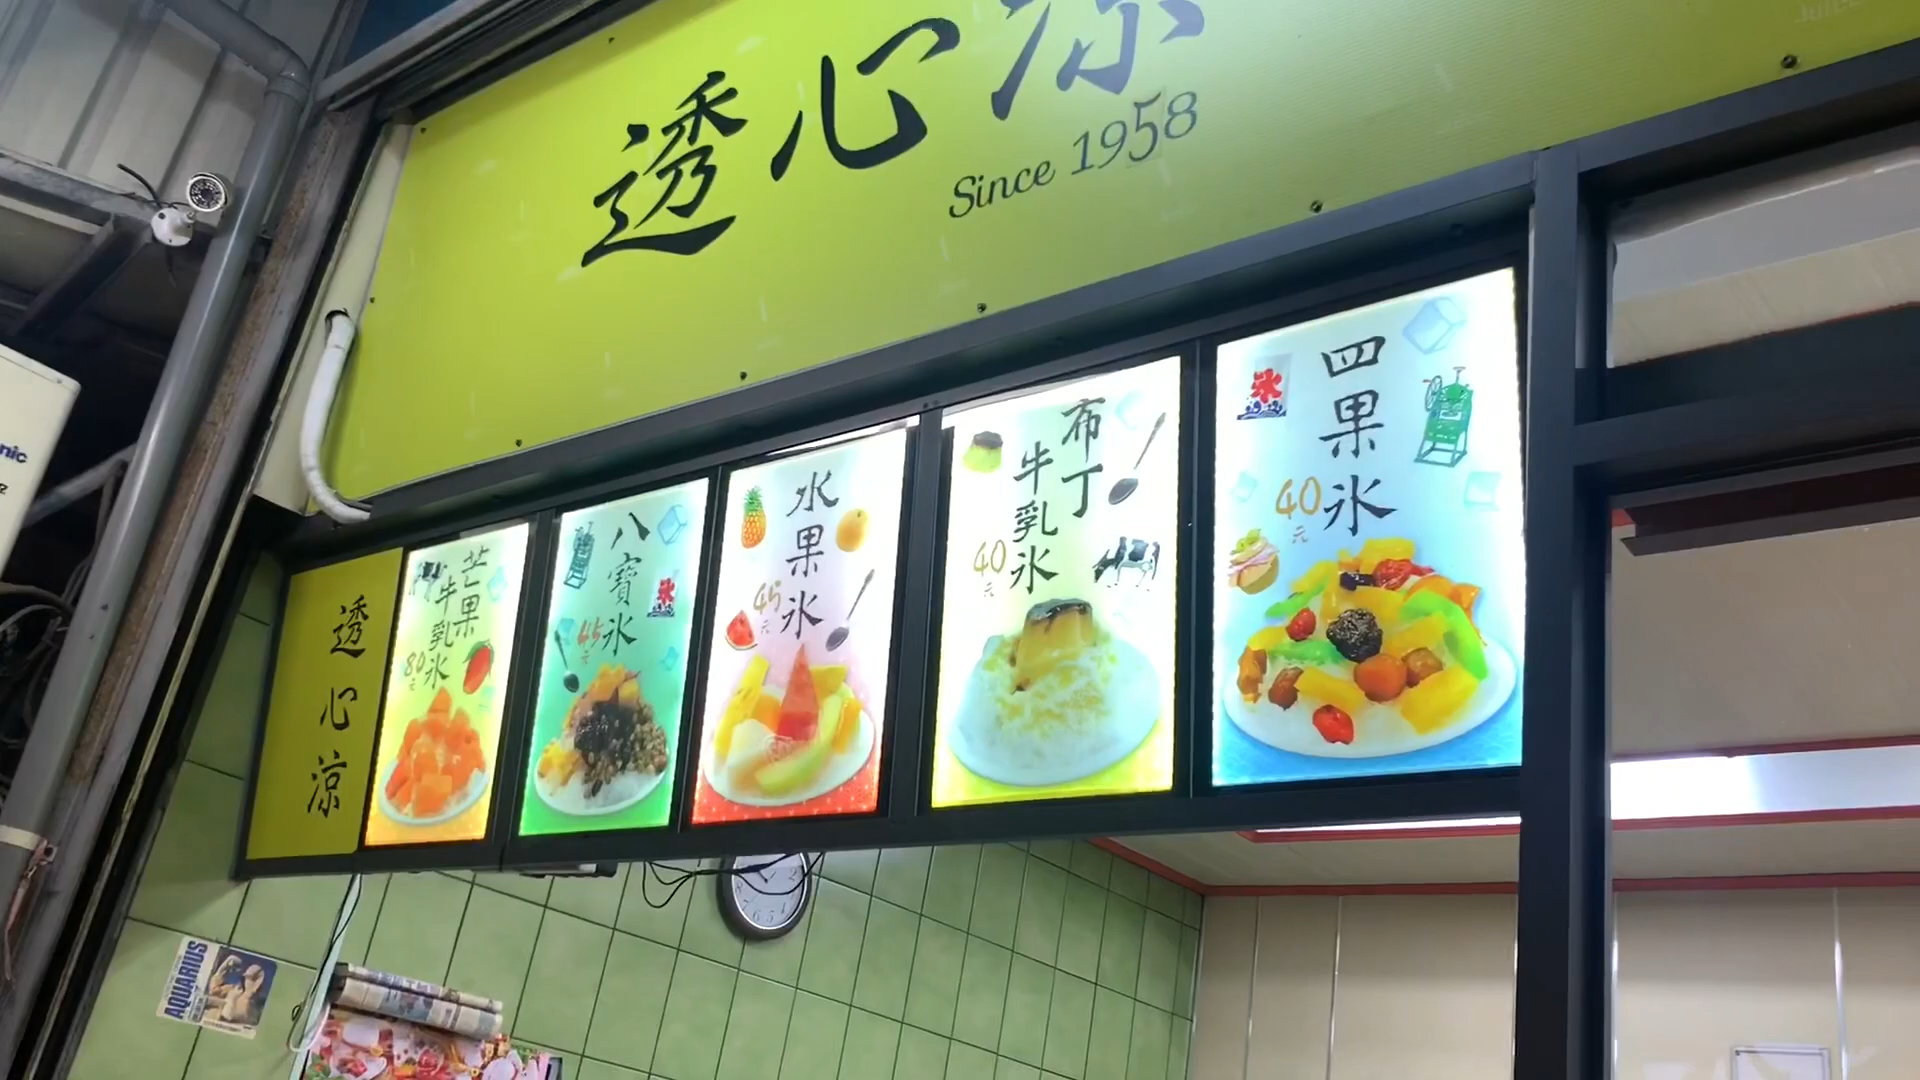 透心涼
Since 1958
透心涼
芒果
牛乳冰
80元
八寶冰
45元
水果冰
45元
布丁
牛乳冰
40元
四果冰
40元
冰
冰
nic
AQUARIUS